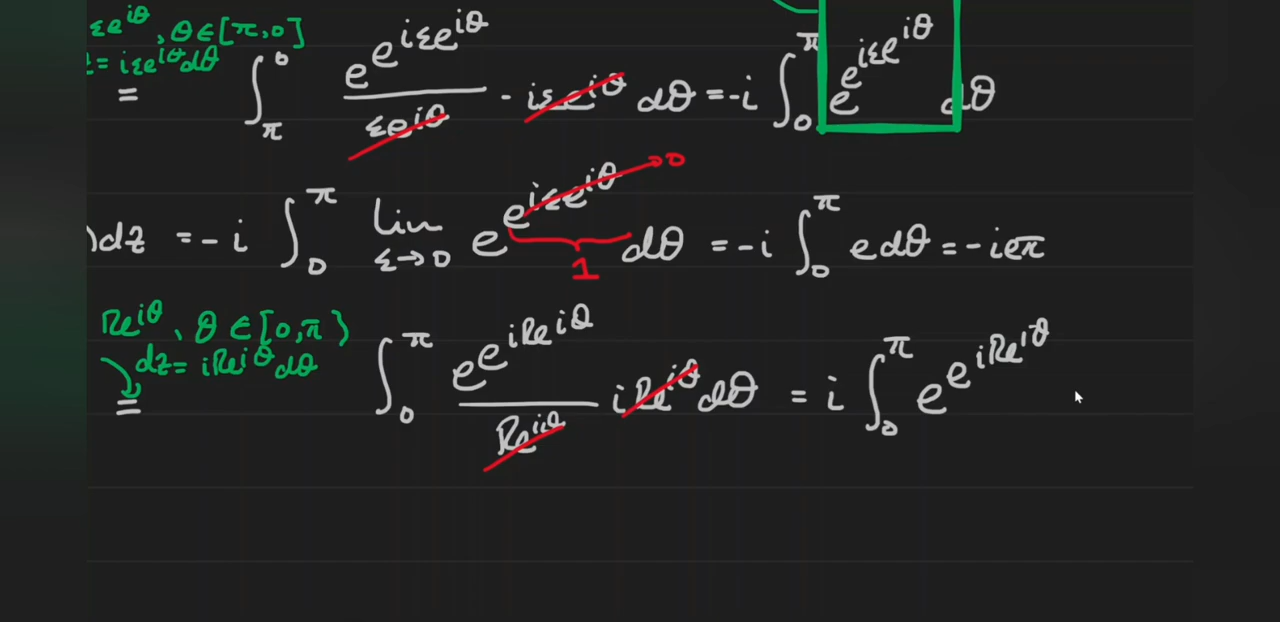 εe^{iθ}, θ∈[π,0]
z = iεe^{iθ}dθ
= ∫_π^0 e^{e^{iεe^{iθ}}}/εe^{iθ} - iεe^{iθ} dθ = -i ∫_0^π e^{e^{iεe^{iθ}}} dθ
)dz = -i ∫_0^π lim_{ε→0} e^{e^{iεe^{iθ}}} dθ = -i ∫_0^π e dθ = -ieπ
→0
1
Re^{iθ}, θ∈[0,π)
dz = iRe^{iθ}dθ
= ∫_0^π e^{e^{iRe^{iθ}}}/Re^{iθ} iRe^{iθ}dθ = i ∫_0^π e^{e^{iRe^{iθ}}}